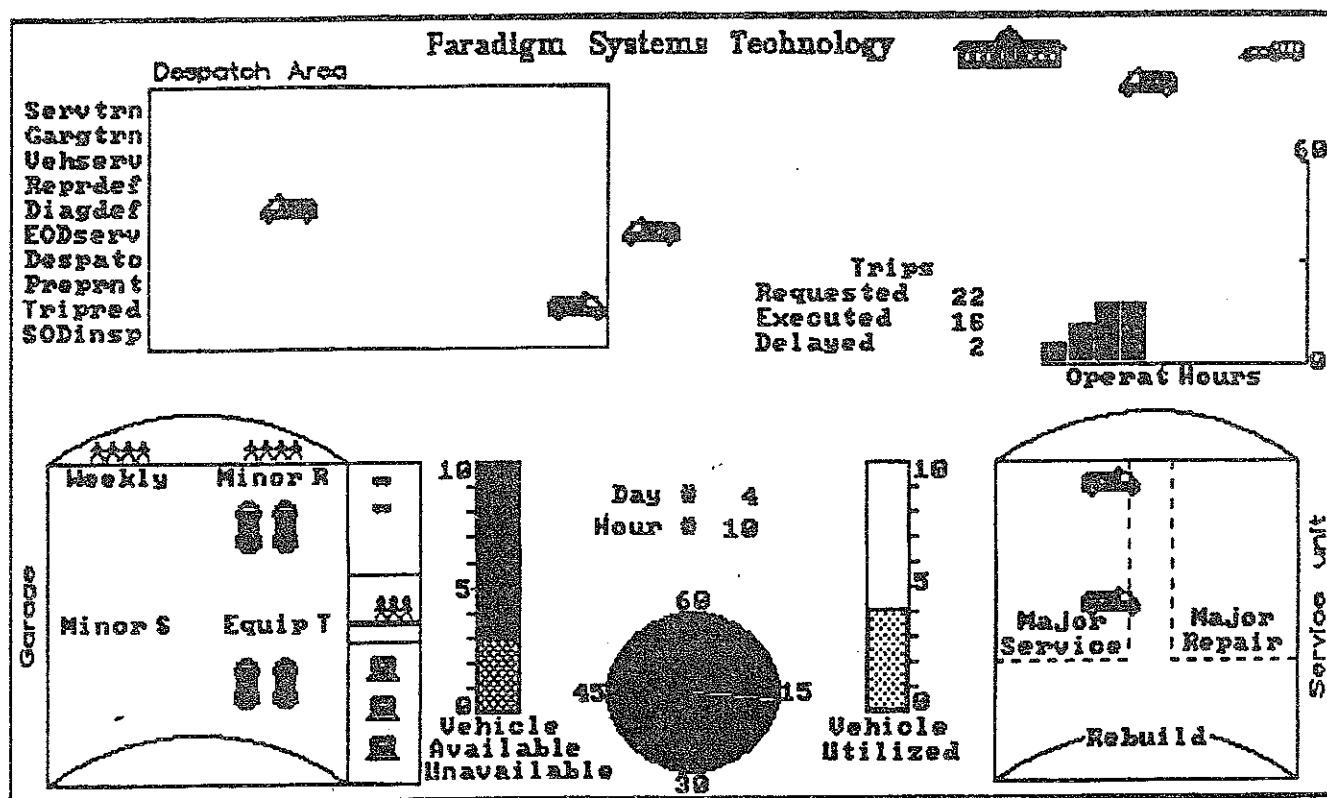 Paradigm Systems Technology
Despatch Area
Servtrn
Gargtrn
Vehserv
Reprdef
Diagdef
EODserv
Despatc
Preprnt
Tripred
SODinsp
60
Trips
Requested 22
Executed 16
Delayed 2
0
Operat Hours
Garage
Weekly Minor R
Minor S Equip T
10
5
0
Vehicle
Available
Unavailable
Day # 4
Hour # 10
60
45 15
30
10
5
0
Vehicle
Utilized
Major
Service
Major
Repair
Rebuild
Service unit